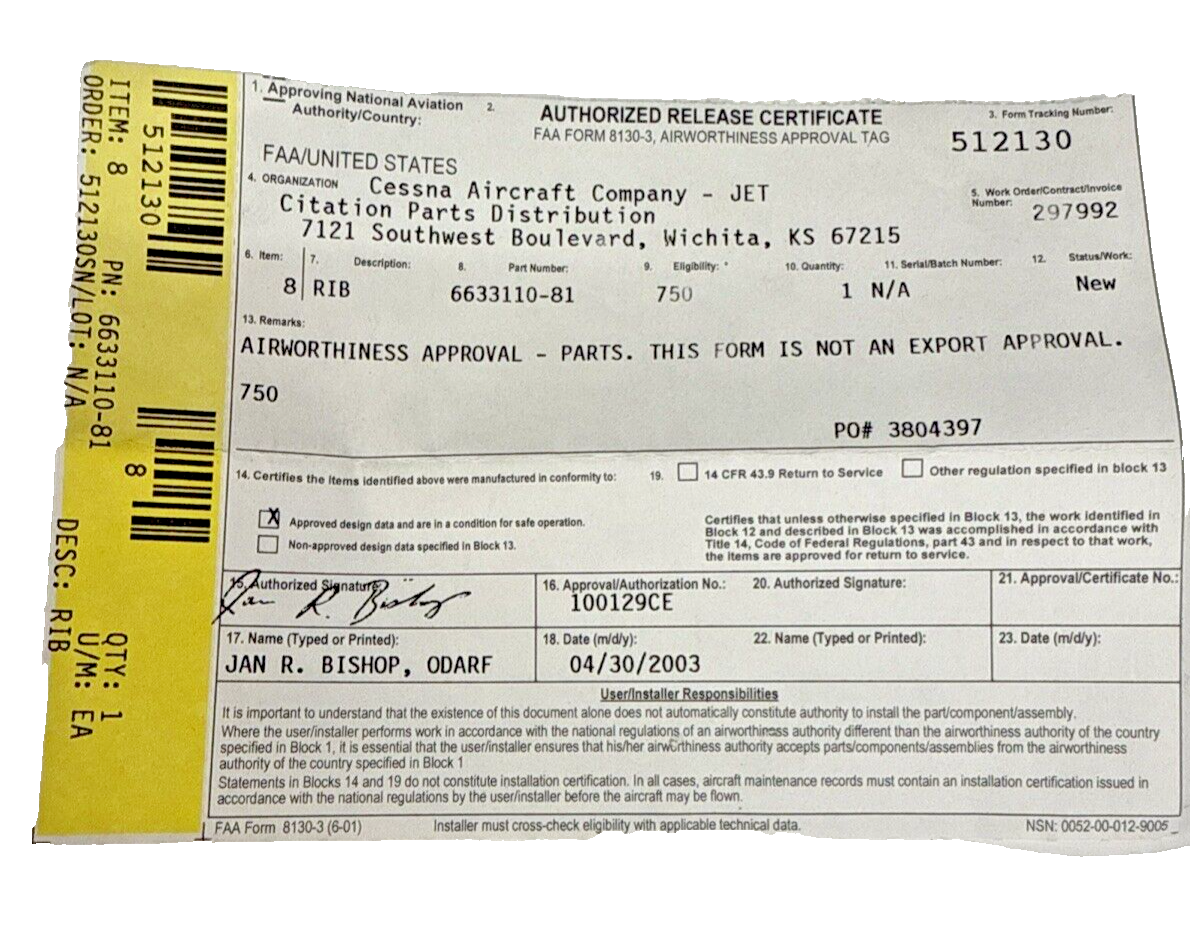 ITEM: 8 PN: 6633110-81 QTY: 1
ORDER: 512130SN/LOT: N/A DESC: RIB U/M: EA
512130
8
1. Approving National Aviation
Authority/Country:
FAA/UNITED STATES
2.
AUTHORIZED RELEASE CERTIFICATE
FAA FORM 8130-3, AIRWORTHINESS APPROVAL TAG
3. Form Tracking Number:
512130
4. ORGANIZATION Cessna Aircraft Company - JET
Citation Parts Distribution
7121 Southwest Boulevard, Wichita, KS 67215
5. Work Order/Contract/Invoice
Number: 297992
6. Item: 7. Description: 8. Part Number: 9. Eligibility: * 10. Quantity: 11. Serial/Batch Number: 12. Status/Work:
8 RIB 6633110-81 750 1 N/A New
13. Remarks:
AIRWORTHINESS APPROVAL - PARTS. THIS FORM IS NOT AN EXPORT APPROVAL.
750
PO# 3804397
14. Certifies the items identified above were manufactured in conformity to:
X Approved design data and are in a condition for safe operation.
Non-approved design data specified in Block 13.
19. 14 CFR 43.9 Return to Service Other regulation specified in block 13
Certifies that unless otherwise specified in Block 13, the work identified in
Block 12 and described in Block 13 was accomplished in accordance with
Title 14, Code of Federal Regulations, part 43 and in respect to that work,
the items are approved for return to service.
15. Authorized Signature:
Jan R. Bishop
16. Approval/Authorization No.:
100129CE
20. Authorized Signature:
21. Approval/Certificate No.:
17. Name (Typed or Printed):
JAN R. BISHOP, ODARF
18. Date (m/d/y):
04/30/2003
22. Name (Typed or Printed):
23. Date (m/d/y):
User/Installer Responsibilities
It is important to understand that the existence of this document alone does not automatically constitute authority to install the part/component/assembly.
Where the user/installer performs work in accordance with the national regulations of an airworthiness authority different than the airworthiness authority of the country
specified in Block 1, it is essential that the user/installer ensures that his/her airworthiness authority accepts parts/components/assemblies from the airworthiness
authority of the country specified in Block 1
Statements in Blocks 14 and 19 do not constitute installation certification. In all cases, aircraft maintenance records must contain an installation certification issued in
accordance with the national regulations by the user/installer before the aircraft may be flown.
FAA Form 8130-3 (6-01) Installer must cross-check eligibility with applicable technical data. NSN: 0052-00-012-9005